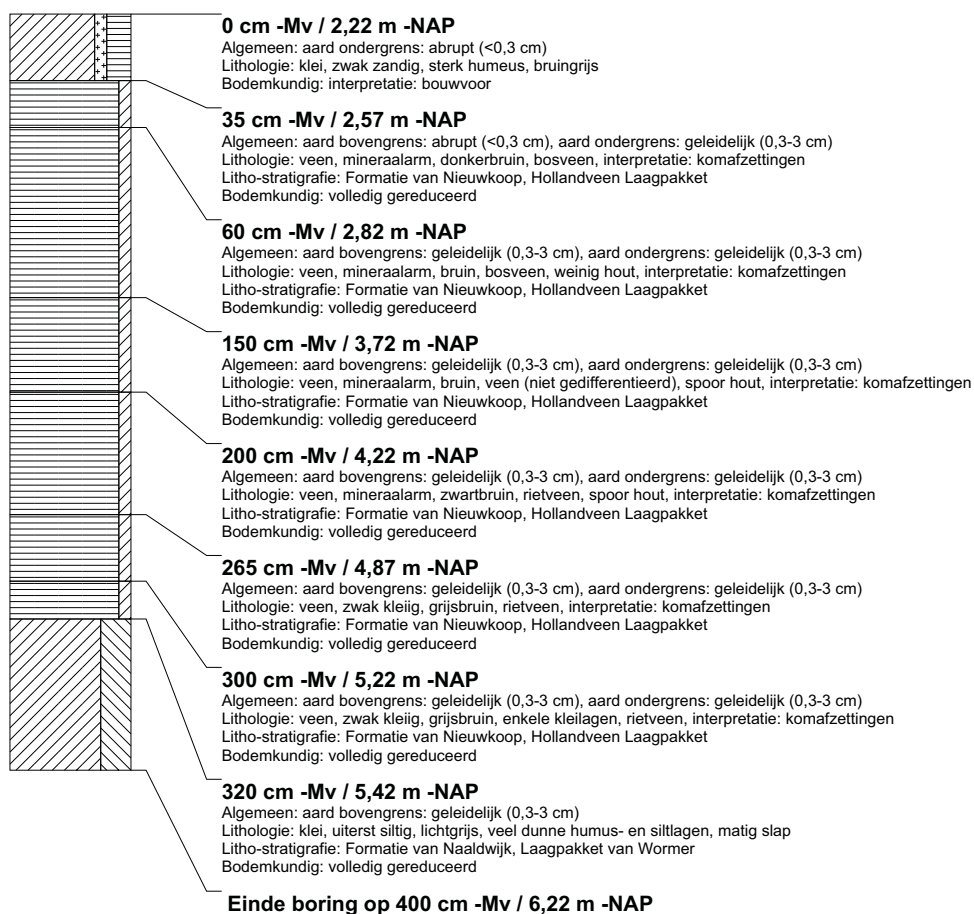 0 cm -Mv / 2,22 m -NAP
Algemeen: aard ondergrens: abrupt (<0,3 cm)
Lithologie: klei, zwak zandig, sterk humeus, bruingrijs
Bodemkundig: interpretatie: bouwvoor
35 cm -Mv / 2,57 m -NAP
Algemeen: aard bovengrens: abrupt (<0,3 cm), aard ondergrens: geleidelijk (0,3-3 cm)
Lithologie: veen, mineraalarm, donkerbruin, bosveen, interpretatie: komafzettingen
Litho-stratigrafie: Formatie van Nieuwkoop, Hollandveen Laagpakket
Bodemkundig: volledig gereduceerd
60 cm -Mv / 2,82 m -NAP
Algemeen: aard bovengrens: geleidelijk (0,3-3 cm), aard ondergrens: geleidelijk (0,3-3 cm)
Lithologie: veen, mineraalarm, bruin, bosveen, weinig hout, interpretatie: komafzettingen
Litho-stratigrafie: Formatie van Nieuwkoop, Hollandveen Laagpakket
Bodemkundig: volledig gereduceerd
150 cm -Mv / 3,72 m -NAP
Algemeen: aard bovengrens: geleidelijk (0,3-3 cm), aard ondergrens: geleidelijk (0,3-3 cm)
Lithologie: veen, mineraalarm, bruin, veen (niet gedifferentieerd), spoor hout, interpretatie: komafzettingen
Litho-stratigrafie: Formatie van Nieuwkoop, Hollandveen Laagpakket
Bodemkundig: volledig gereduceerd
200 cm -Mv / 4,22 m -NAP
Algemeen: aard bovengrens: geleidelijk (0,3-3 cm), aard ondergrens: geleidelijk (0,3-3 cm)
Lithologie: veen, mineraalarm, zwartbruin, rietveen, spoor hout, interpretatie: komafzettingen
Litho-stratigrafie: Formatie van Nieuwkoop, Hollandveen Laagpakket
Bodemkundig: volledig gereduceerd
265 cm -Mv / 4,87 m -NAP
Algemeen: aard bovengrens: geleidelijk (0,3-3 cm), aard ondergrens: geleidelijk (0,3-3 cm)
Lithologie: veen, zwak kleiig, grijsbruin, rietveen, interpretatie: komafzettingen
Litho-stratigrafie: Formatie van Nieuwkoop, Hollandveen Laagpakket
Bodemkundig: volledig gereduceerd
300 cm -Mv / 5,22 m -NAP
Algemeen: aard bovengrens: geleidelijk (0,3-3 cm), aard ondergrens: geleidelijk (0,3-3 cm)
Lithologie: veen, zwak kleiig, grijsbruin, enkele kleilagen, rietveen, interpretatie: komafzettingen
Litho-stratigrafie: Formatie van Nieuwkoop, Hollandveen Laagpakket
Bodemkundig: volledig gereduceerd
320 cm -Mv / 5,42 m -NAP
Algemeen: aard bovengrens: geleidelijk (0,3-3 cm)
Lithologie: klei, uiterst siltig, lichtgrijs, veel dunne humus- en siltlagen, matig slap
Litho-stratigrafie: Formatie van Naaldwijk, Laagpakket van Wormer
Bodemkundig: volledig gereduceerd
Einde boring op 400 cm -Mv / 6,22 m -NAP